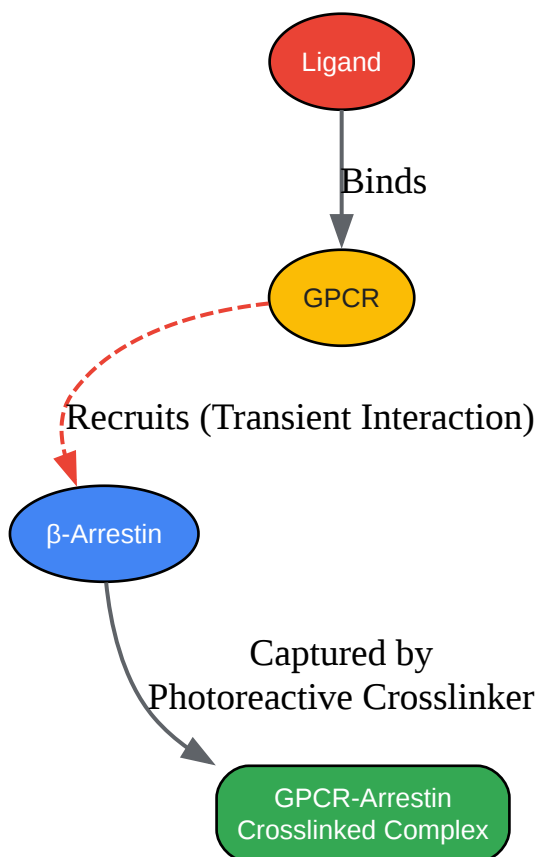 Ligand
Binds
GPCR
Recruits (Transient Interaction)
β-Arrestin
Captured by
Photoreactive Crosslinker
GPCR-Arrestin
Crosslinked Complex